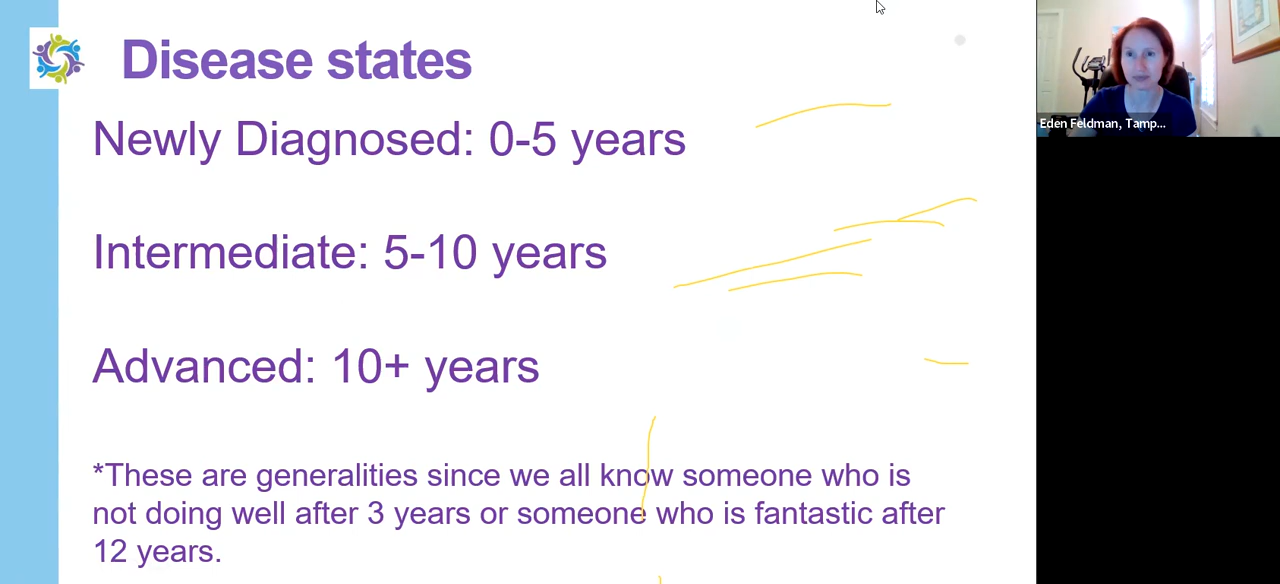 Disease states
Newly Diagnosed: 0-5 years
Intermediate: 5-10 years
Advanced: 10+ years
*These are generalities since we all know someone who is
not doing well after 3 years or someone who is fantastic after
12 years.
Eden Feldman, Tamp...